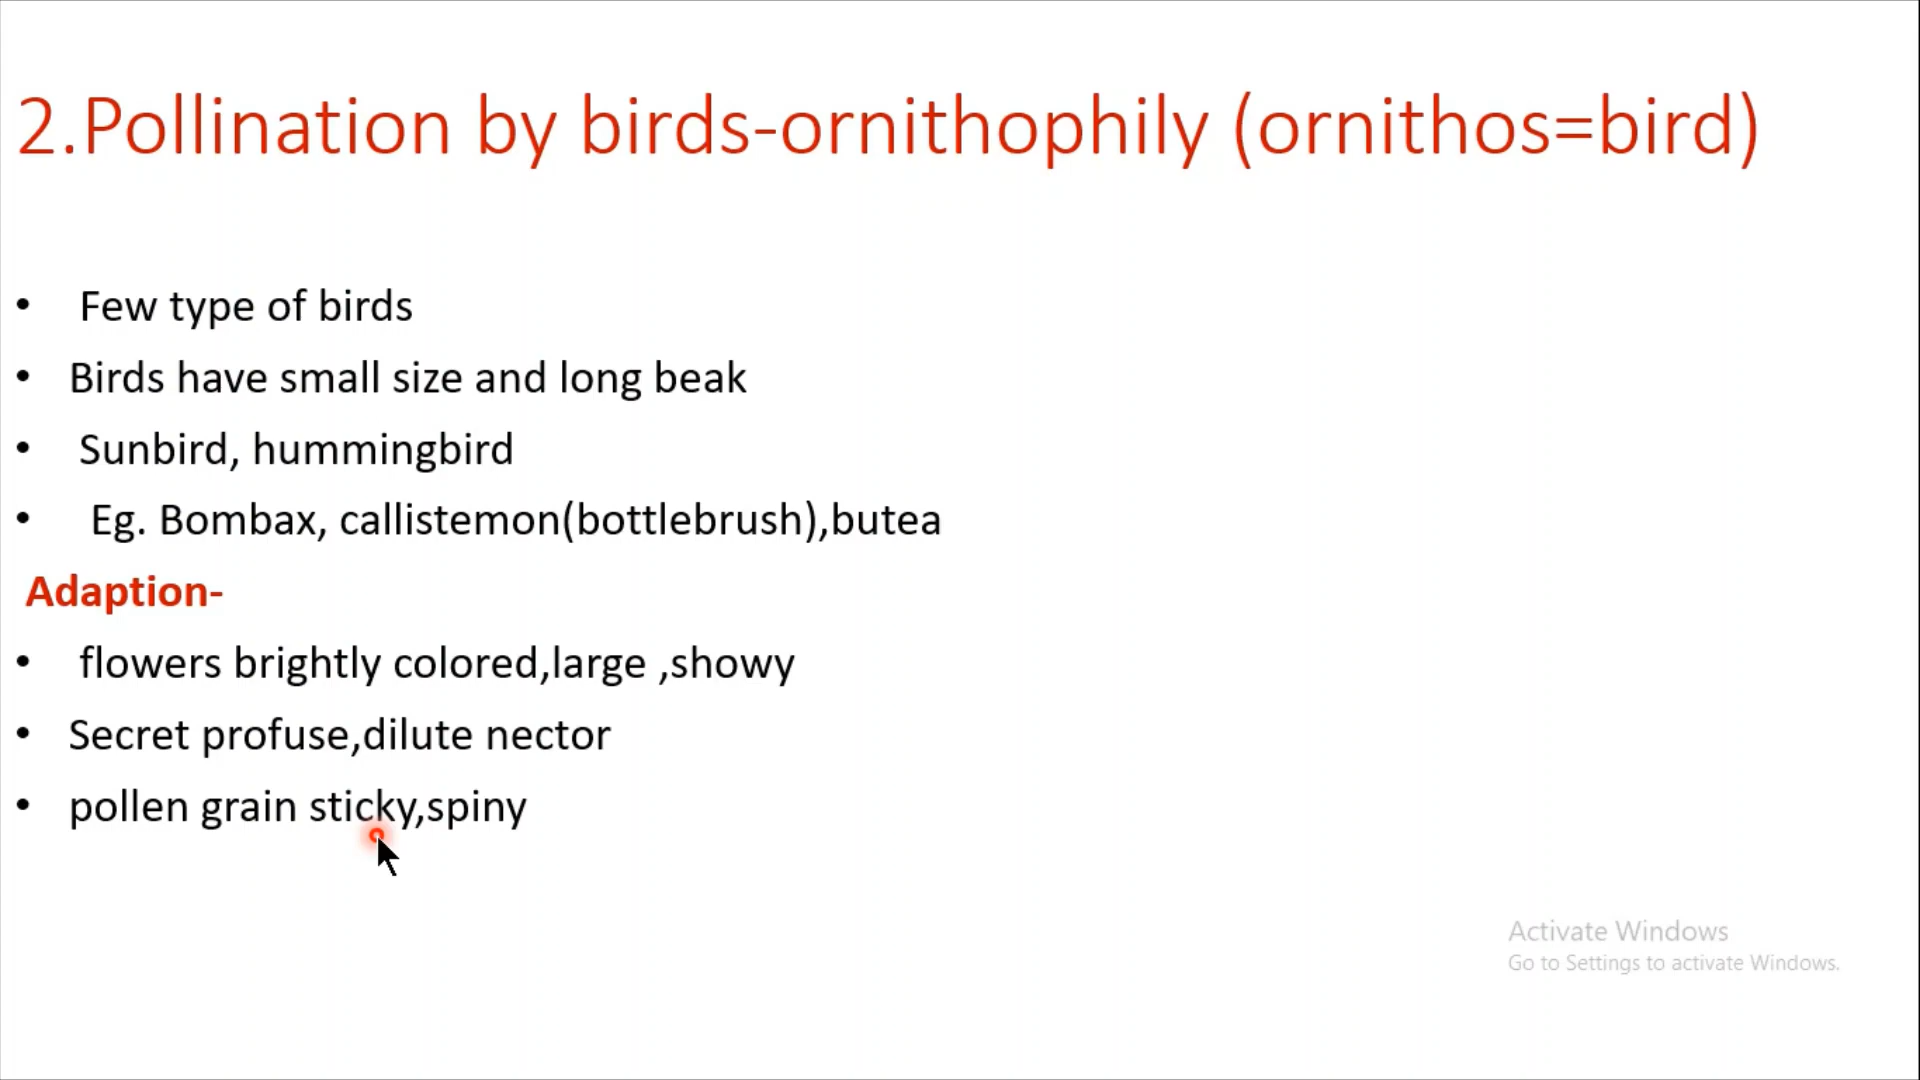 2.Pollination by birds-ornithophily (ornithos=bird)
• Few type of birds
• Birds have small size and long beak
• Sunbird, hummingbird
• Eg. Bombax, callistemon(bottlebrush),butea
Adaption-
• flowers brightly colored,large ,showy
• Secret profuse,dilute nector
• pollen grain sticky,spiny
Activate Windows
Go to Settings to activate Windows.